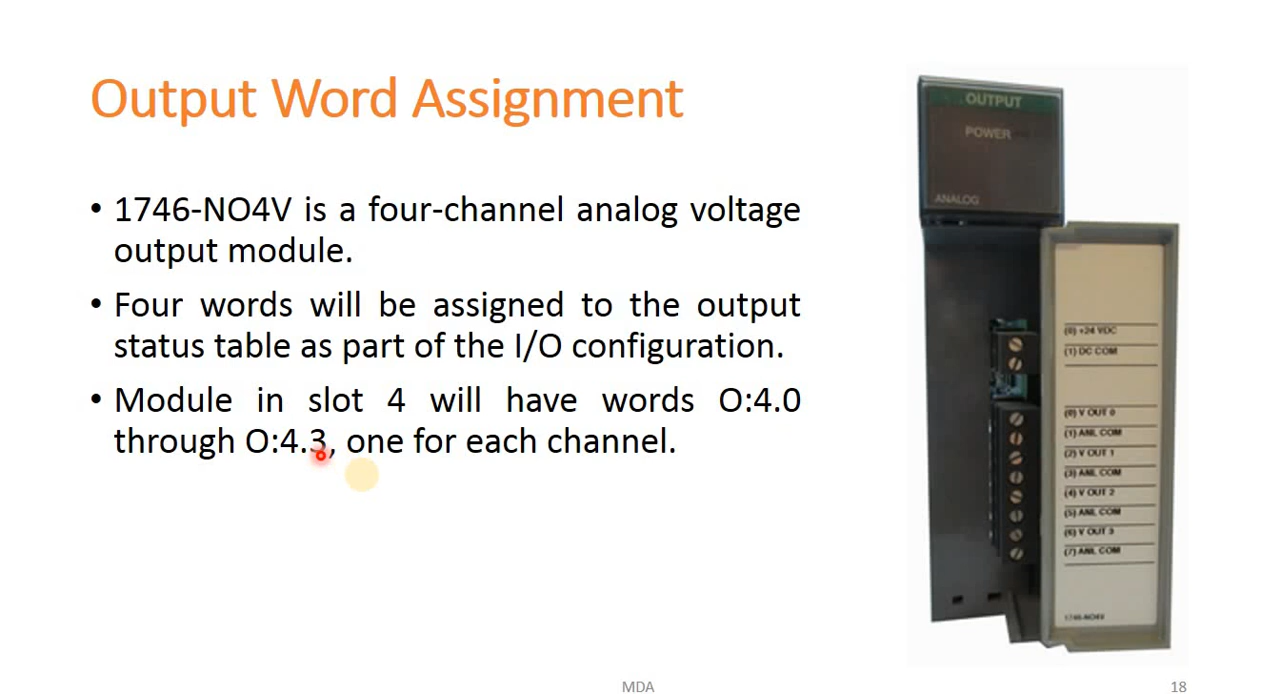 Output Word Assignment
• 1746-NO4V is a four-channel analog voltage
output module.
• Four words will be assigned to the output
status table as part of the I/O configuration.
• Module in slot 4 will have words O:4.0
through O:4.3, one for each channel.
OUTPUT
POWER
ANALOG
(0) +24 VDC
(1) DC COM
(0) V OUT 0
(1) ANL COM
(2) V OUT 1
(3) ANL COM
(4) V OUT 2
(5) ANL COM
(6) V OUT 3
(7) ANL COM
1746-NO4V
MDA
18